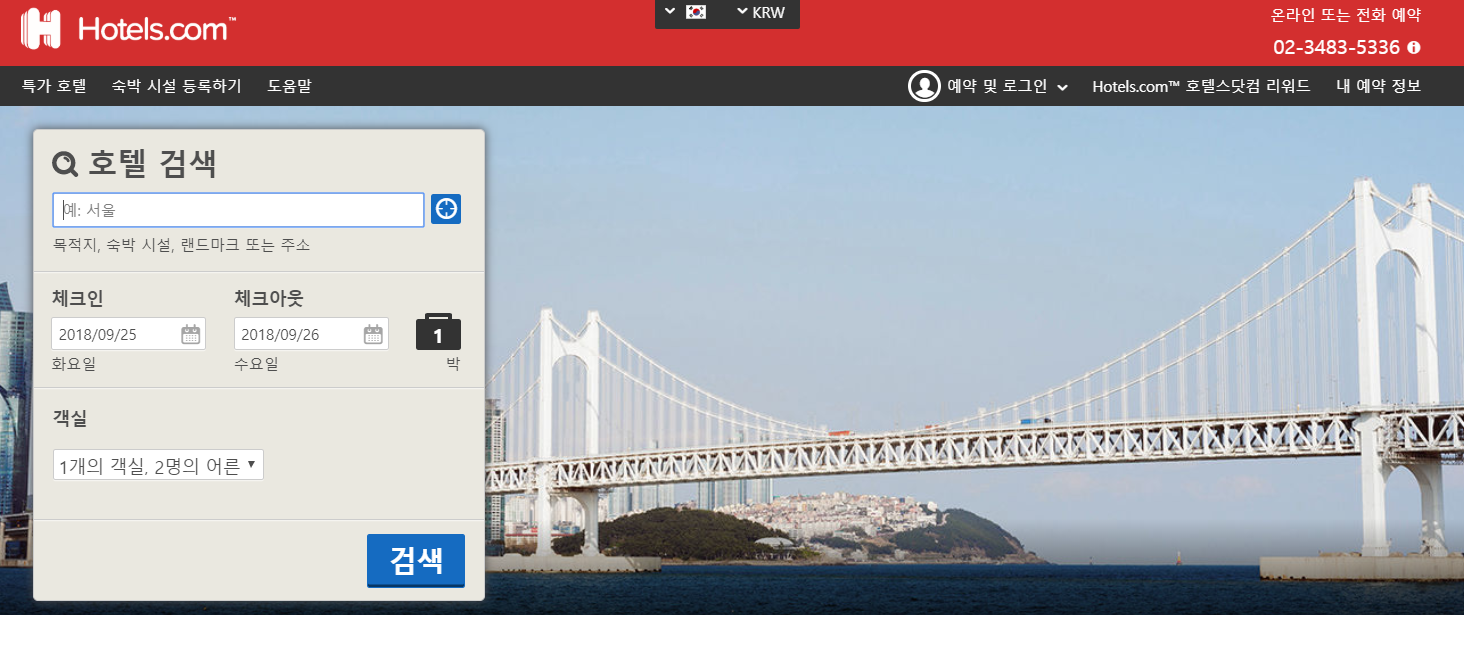 Hotels.com™
KRW
온라인 또는 전화 예약
02-3483-5336
특가 호텔 숙박 시설 등록하기 도움말
예약 및 로그인 Hotels.com™ 호텔스닷컴 리워드 내 예약 정보
호텔 검색
예: 서울
목적지, 숙박 시설, 랜드마크 또는 주소
체크인 체크아웃
2018/09/25 2018/09/26 1
화요일 수요일 박
객실
1개의 객실, 2명의 어른
검색